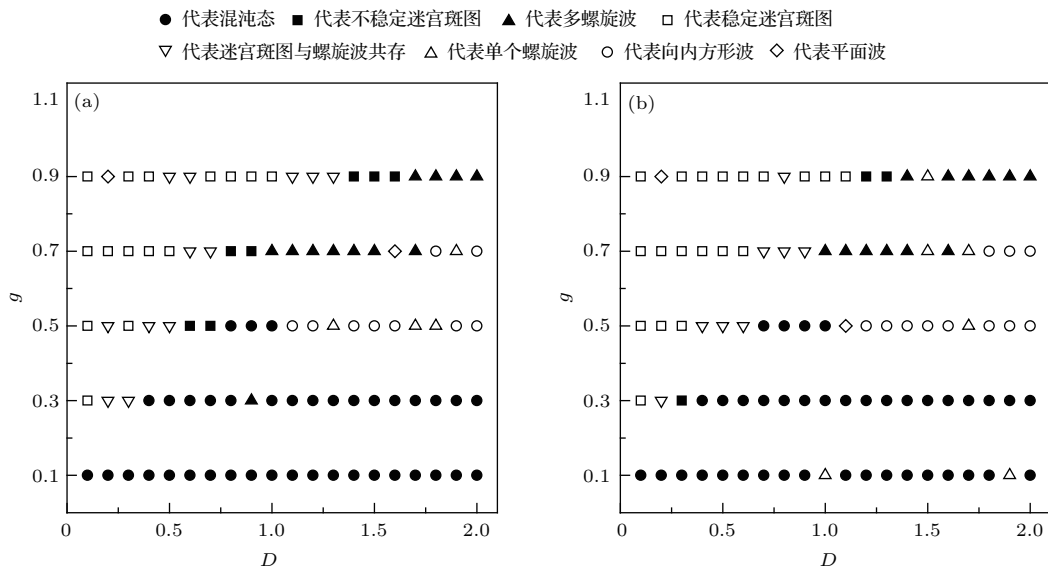 ● 代表混沌态 ■ 代表不稳定迷宫斑图 ▲ 代表多螺旋波 □ 代表稳定迷宫斑图
▽ 代表迷宫斑图与螺旋波共存 △ 代表单个螺旋波 ○ 代表向内方形波 ◇ 代表平面波
(a)
1.1
0.9
0.7
0.5
0.3
0.1
g
0 0.5 1.0 1.5 2.0
D
(b)
1.1
0.9
0.7
0.5
0.3
0.1
g
0 0.5 1.0 1.5 2.0
D